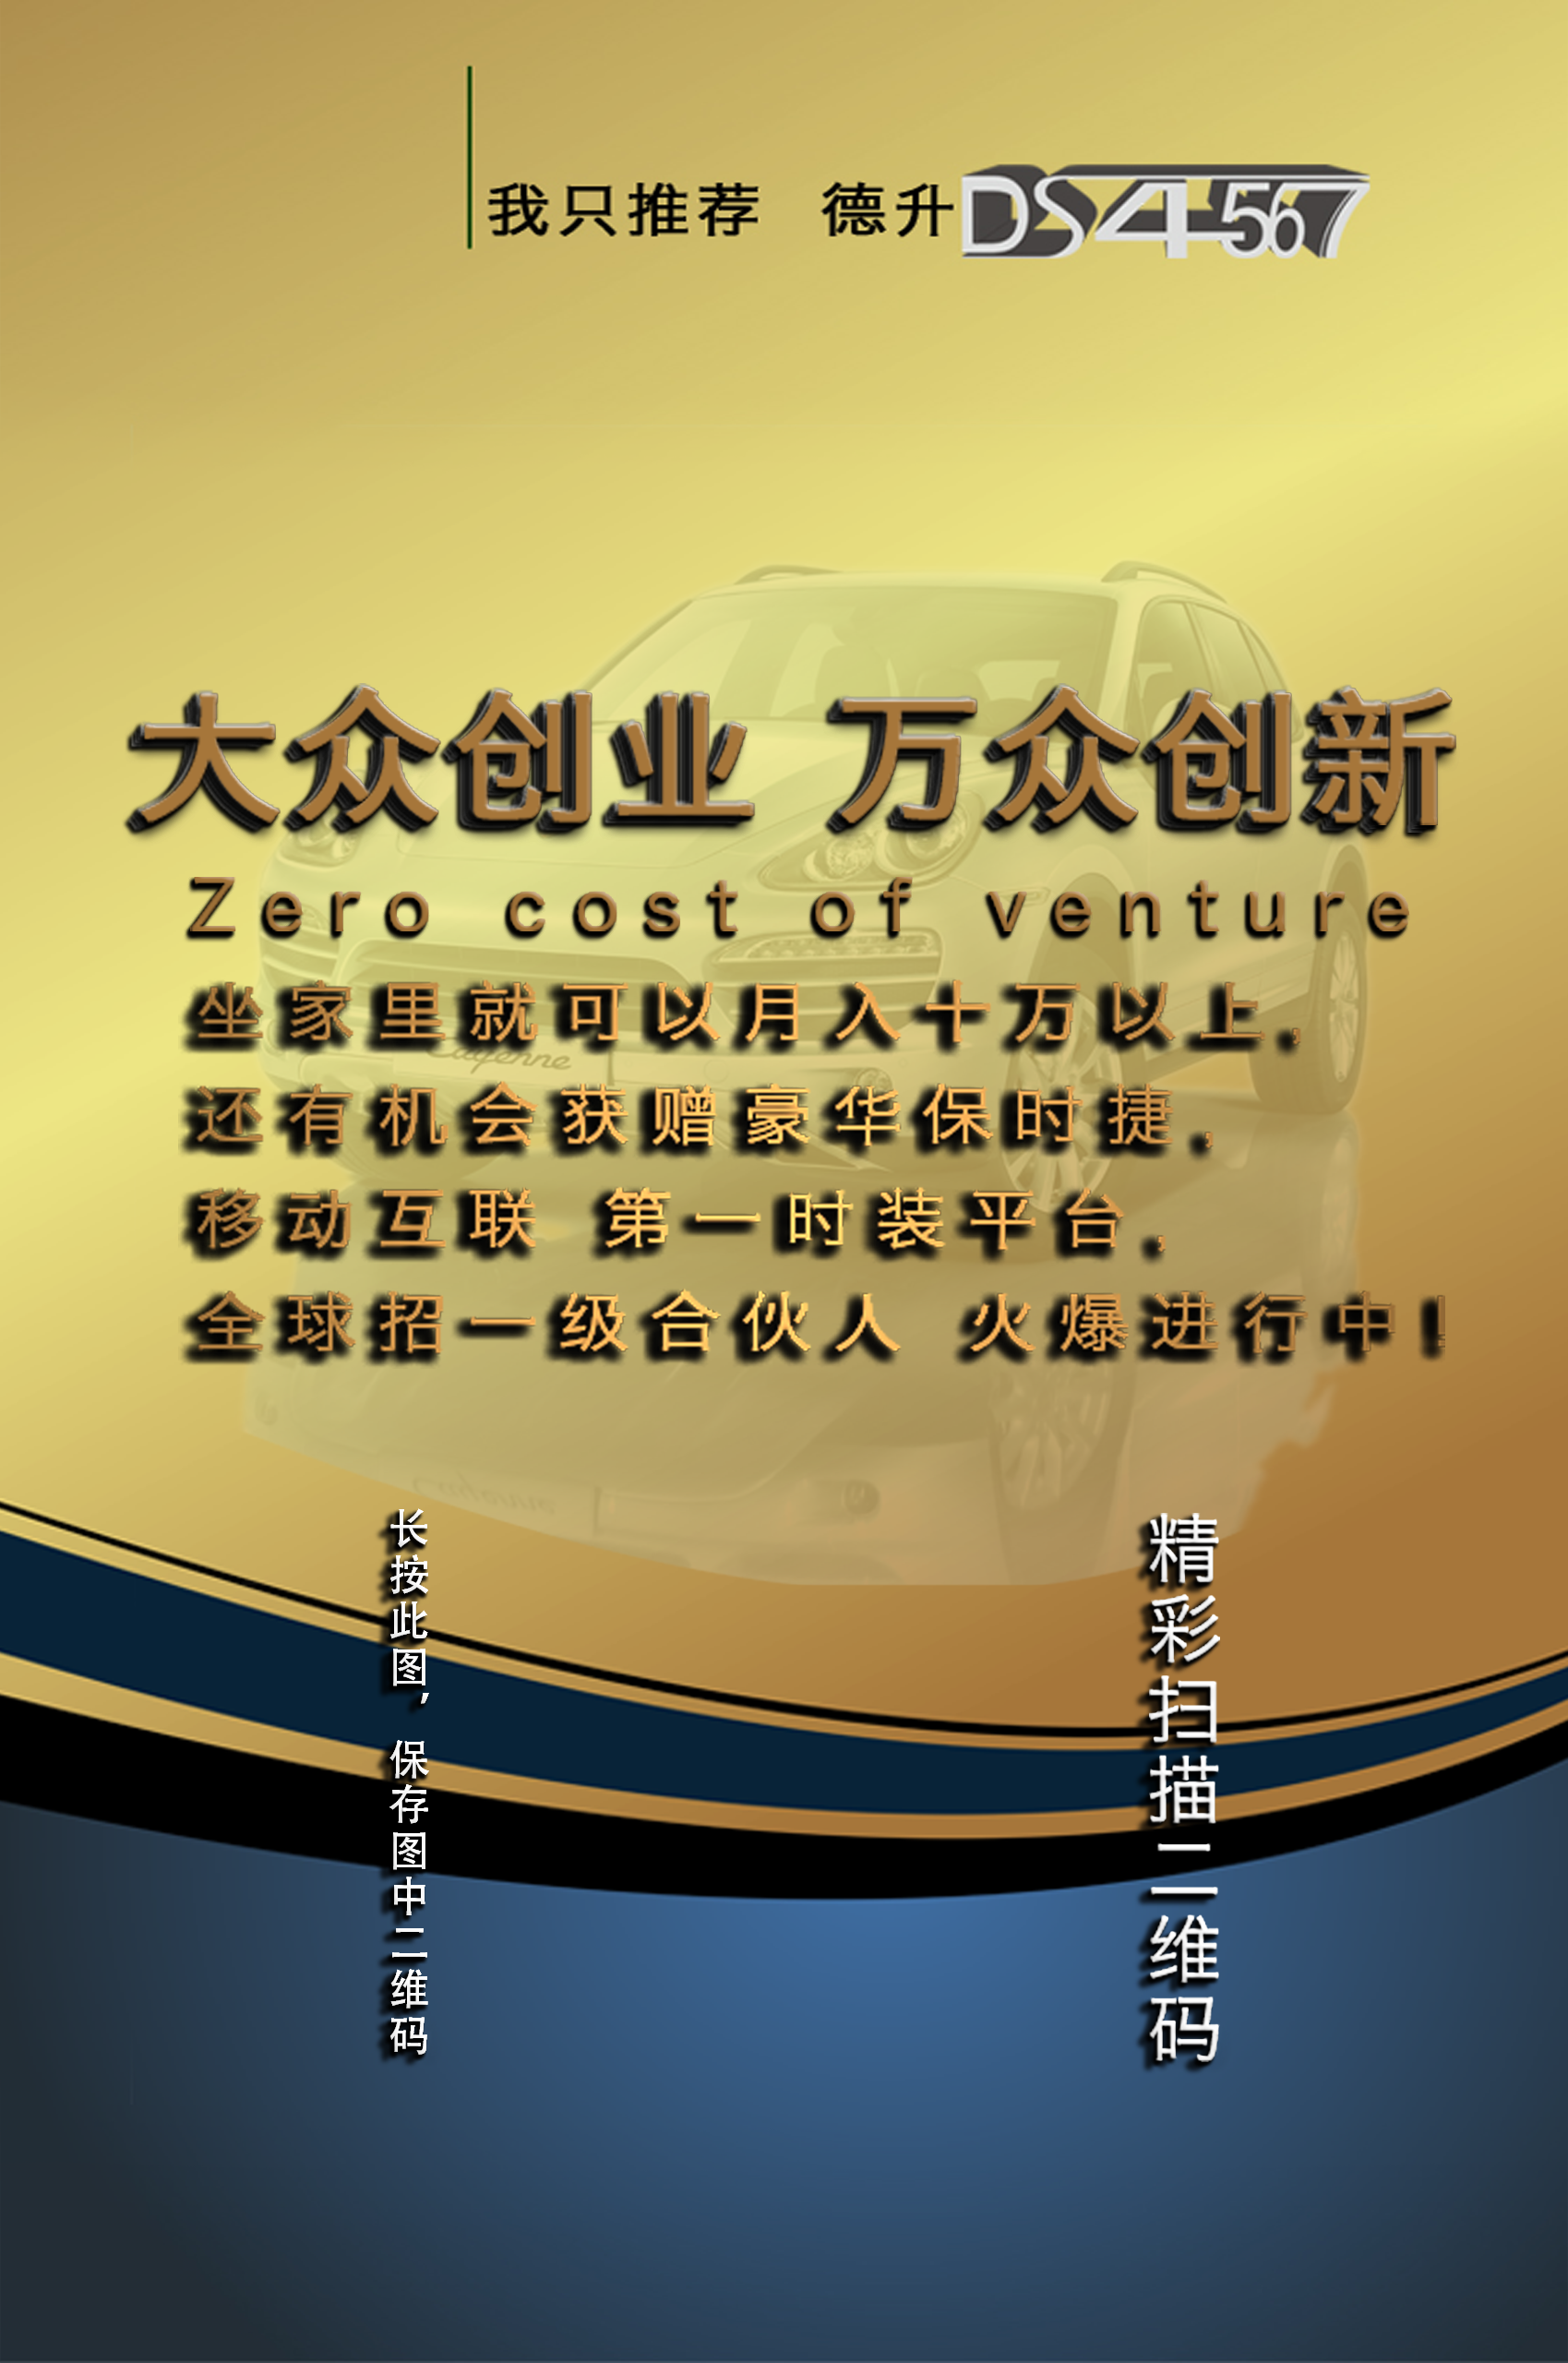 我只推荐 德升DS4567
大众创业 万众创新
Zero cost of venture
坐家里就可以月入十万以上,
还有机会获赠豪华保时捷,
移动互联 第一时装平台,
全球招一级合伙人 火爆进行中!
Cayenne
长按此图,保存图中二维码
精彩扫描二维码